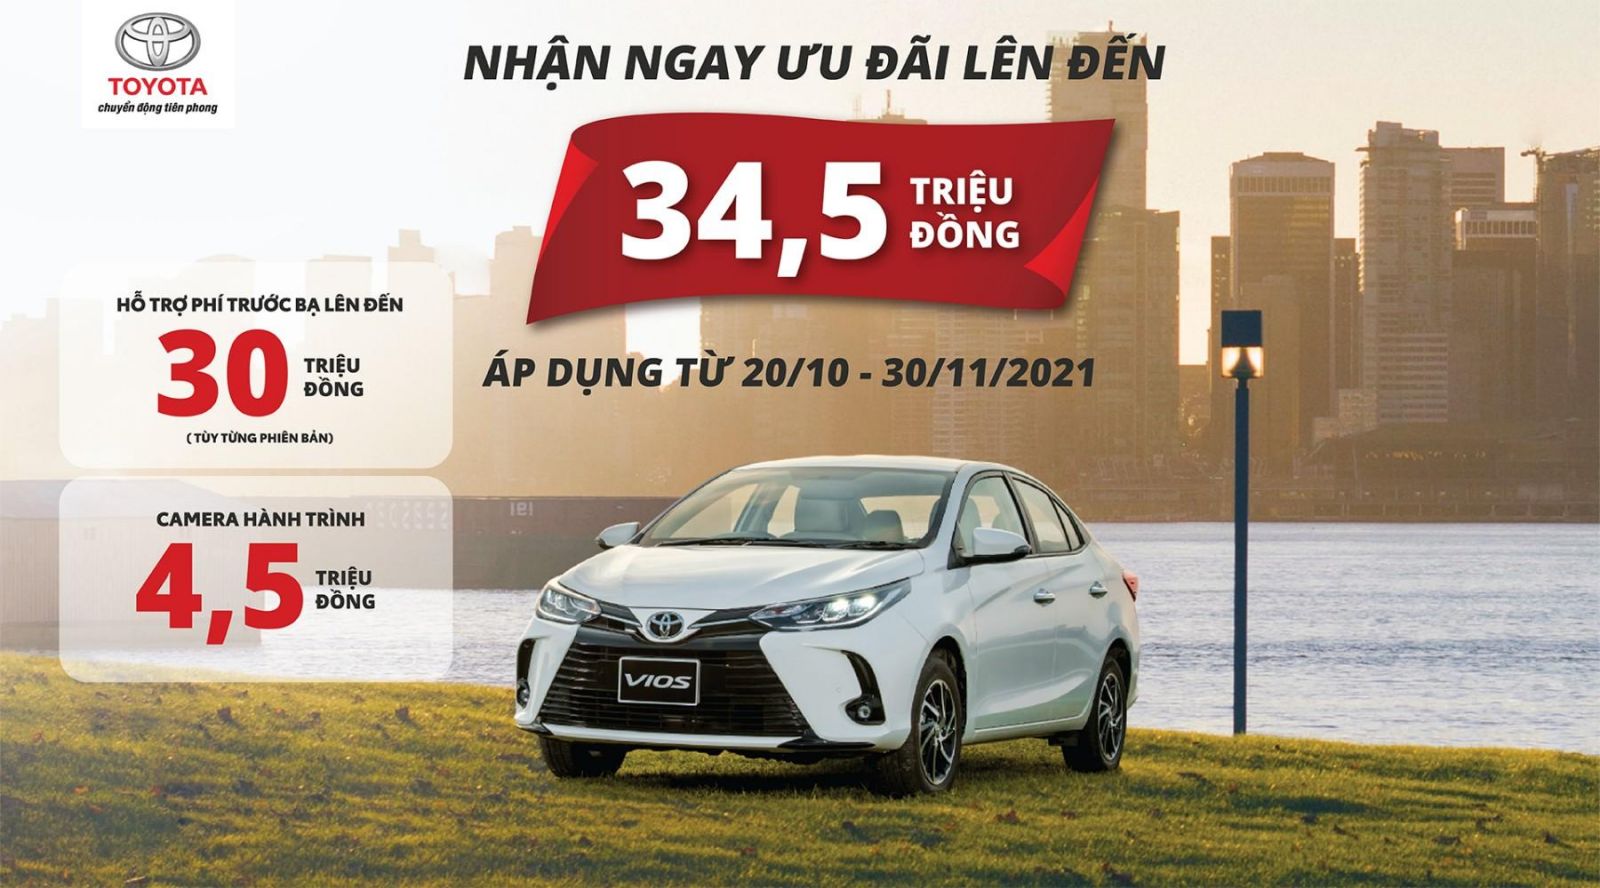 TOYOTA
chuyển động tiên phong
NHẬN NGAY ƯU ĐÃI LÊN ĐẾN
34,5 TRIỆU
ĐỒNG
ÁP DỤNG TỪ 20/10 - 30/11/2021
HỖ TRỢ PHÍ TRƯỚC BẠ LÊN ĐẾN
30 TRIỆU
ĐỒNG
( TÙY TỪNG PHIÊN BẢN)
CAMERA HÀNH TRÌNH
4,5 TRIỆU
ĐỒNG
VIOS